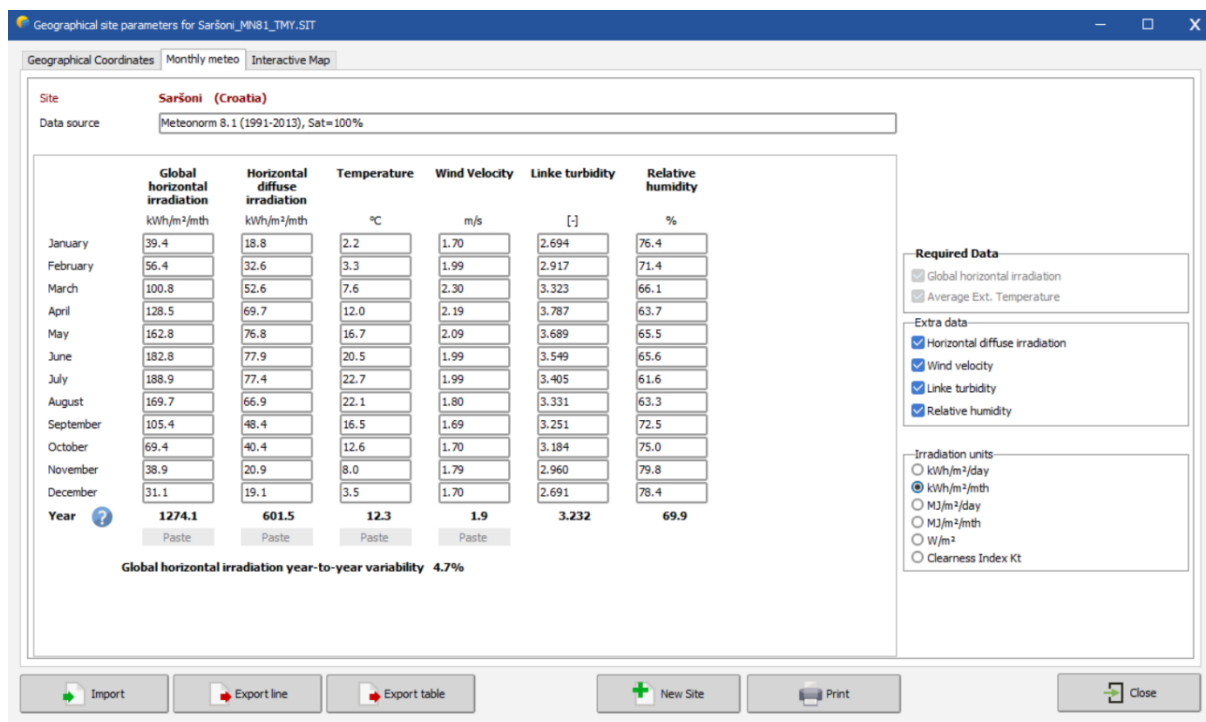 Geographical site parameters for Saršoni_MN81_TMY.SIT
Geographical Coordinates Monthly meteo Interactive Map
Site Saršoni (Croatia)
Data source Meteonorm 8.1 (1991-2013), Sat=100%
Global horizontal irradiation Horizontal diffuse irradiation Temperature Wind Velocity Linke turbidity Relative humidity
kWh/m²/mth kWh/m²/mth °C m/s [-] %
January 39.4 18.8 2.2 1.70 2.694 76.4
February 56.4 32.6 3.3 1.99 2.917 71.4
March 100.8 52.6 7.6 2.30 3.323 66.1
April 128.5 69.7 12.0 2.19 3.787 63.7
May 162.8 76.8 16.7 2.09 3.689 65.5
June 182.8 77.9 20.5 1.99 3.549 65.6
July 188.9 77.4 22.7 1.99 3.405 61.6
August 169.7 66.9 22.1 1.80 3.331 63.3
September 105.4 48.4 16.5 1.69 3.251 72.5
October 69.4 40.4 12.6 1.70 3.184 75.0
November 38.9 20.9 8.0 1.79 2.960 79.8
December 31.1 19.1 3.5 1.70 2.691 78.4
Year ? 1274.1 601.5 12.3 1.9 3.232 69.9
Paste Paste Paste Paste
Global horizontal irradiation year-to-year variability 4.7%
Required Data
Global horizontal irradiation
Average Ext. Temperature
Extra data
Horizontal diffuse irradiation
Wind velocity
Linke turbidity
Relative humidity
Irradiation units
kWh/m²/day
kWh/m²/mth
MJ/m²/day
MJ/m²/mth
W/m²
Clearness Index Kt
Import Export line Export table New Site Print Close